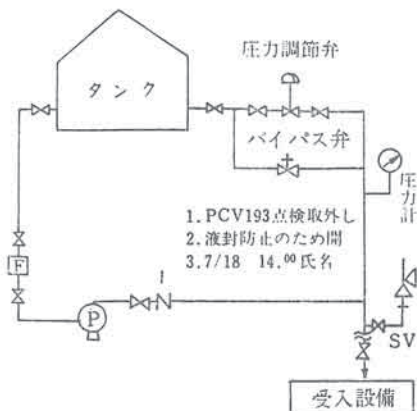 圧力調節弁
タンク
バイパス弁
圧力計
1. PCV193点検取外し
2. 液封防止のため開
3. 7/18 14.00 氏名
F
I
P
SV
受入設備